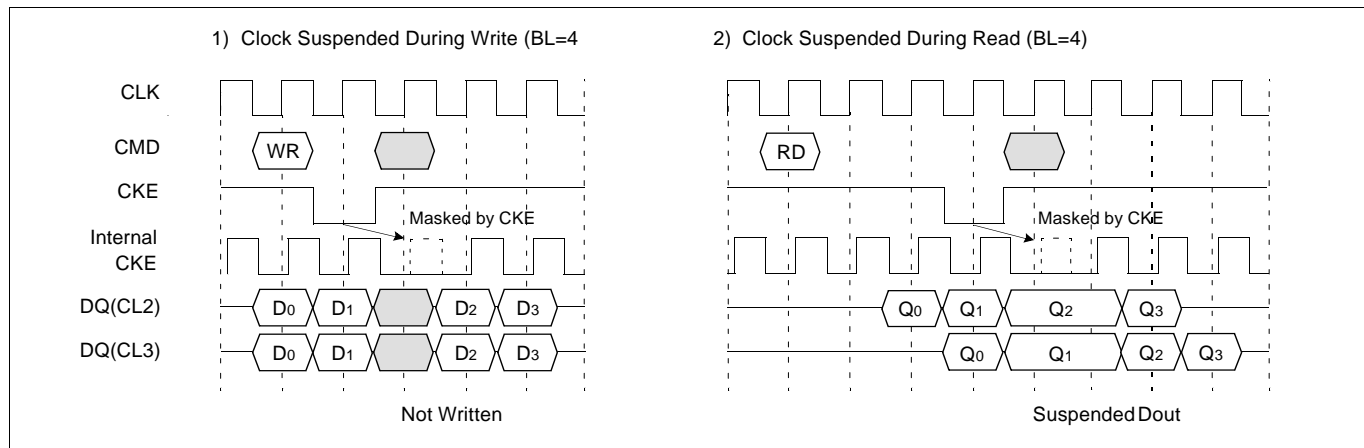 1) Clock Suspended During Write (BL=4
2) Clock Suspended During Read (BL=4)
CLK
CMD
WR
RD
CKE
Masked by CKE
Masked by CKE
Internal
CKE
DQ(CL2)
D0 D1 D2 D3
Q0 Q1 Q2 Q3
DQ(CL3)
D0 D1 D2 D3
Q0 Q1 Q2 Q3
Not Written
Suspended Dout